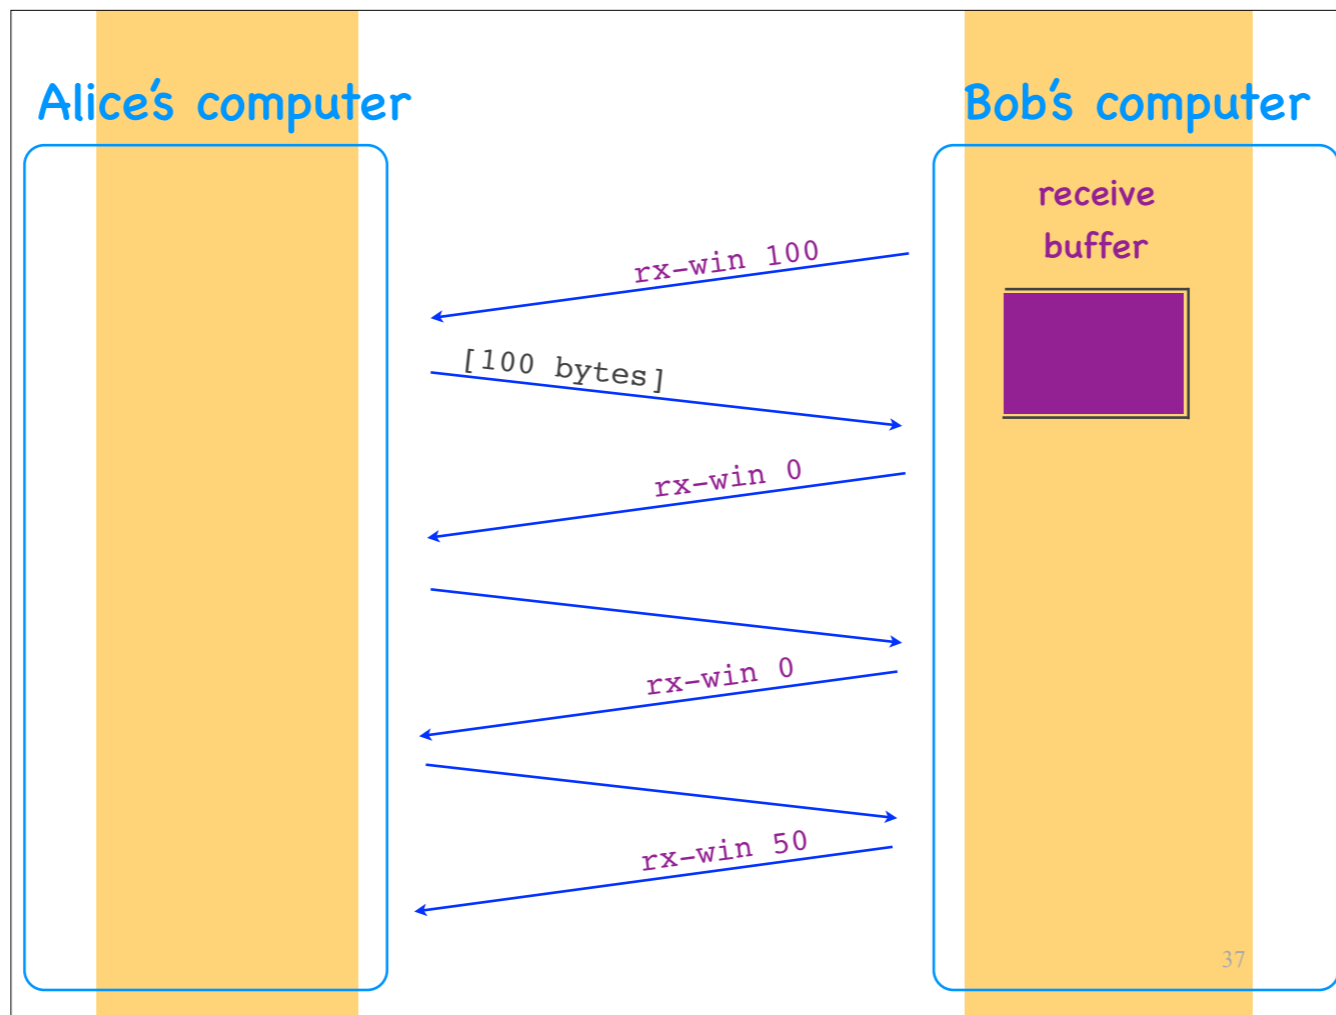 Alice's computer
Bob's computer
receive
buffer
rx-win 100
[100 bytes]
rx-win 0
rx-win 0
rx-win 50
37